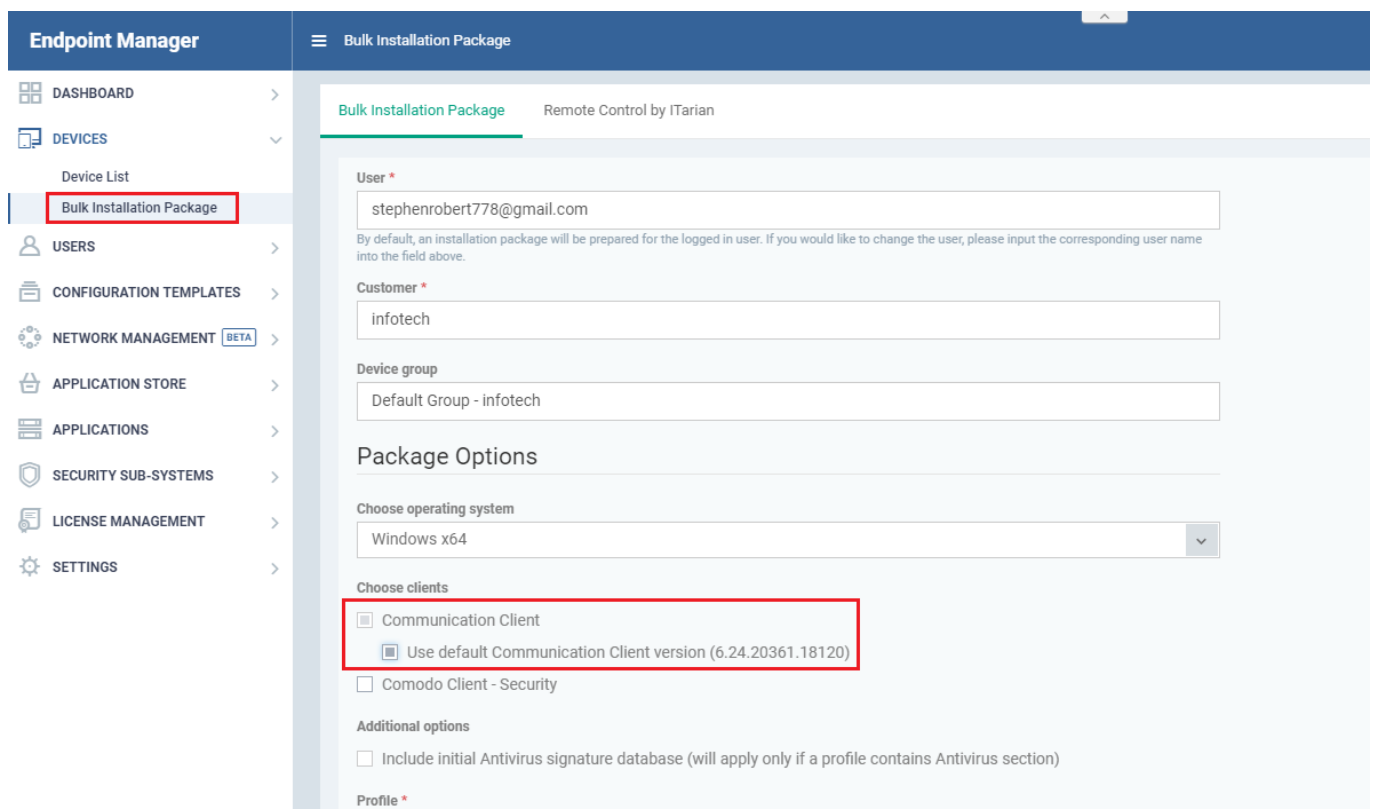 Endpoint Manager
Bulk Installation Package
DASHBOARD
DEVICES
Device List
Bulk Installation Package
USERS
CONFIGURATION TEMPLATES
NETWORK MANAGEMENT BETA
APPLICATION STORE
APPLICATIONS
SECURITY SUB-SYSTEMS
LICENSE MANAGEMENT
SETTINGS
Bulk Installation Package
Remote Control by ITarian
User *
stephenrobert778@gmail.com
By default, an installation package will be prepared for the logged in user. If you would like to change the user, please input the corresponding user name
into the field above.
Customer *
infotech
Device group
Default Group - infotech
Package Options
Choose operating system
Windows x64
Choose clients
Communication Client
Use default Communication Client version (6.24.20361.18120)
Comodo Client - Security
Additional options
Include initial Antivirus signature database (will apply only if a profile contains Antivirus section)
Profile *